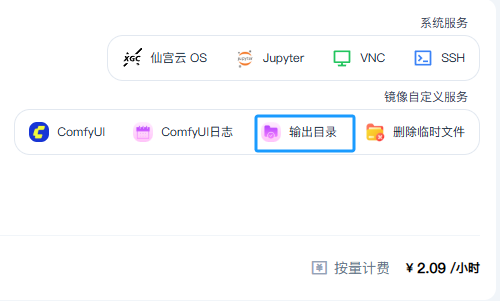 系统服务
XGC 仙宫云 OS Jupyter VNC SSH
镜像自定义服务
ComfyUI ComfyUI日志 输出目录 删除临时文件
按量计费 ¥ 2.09 /小时